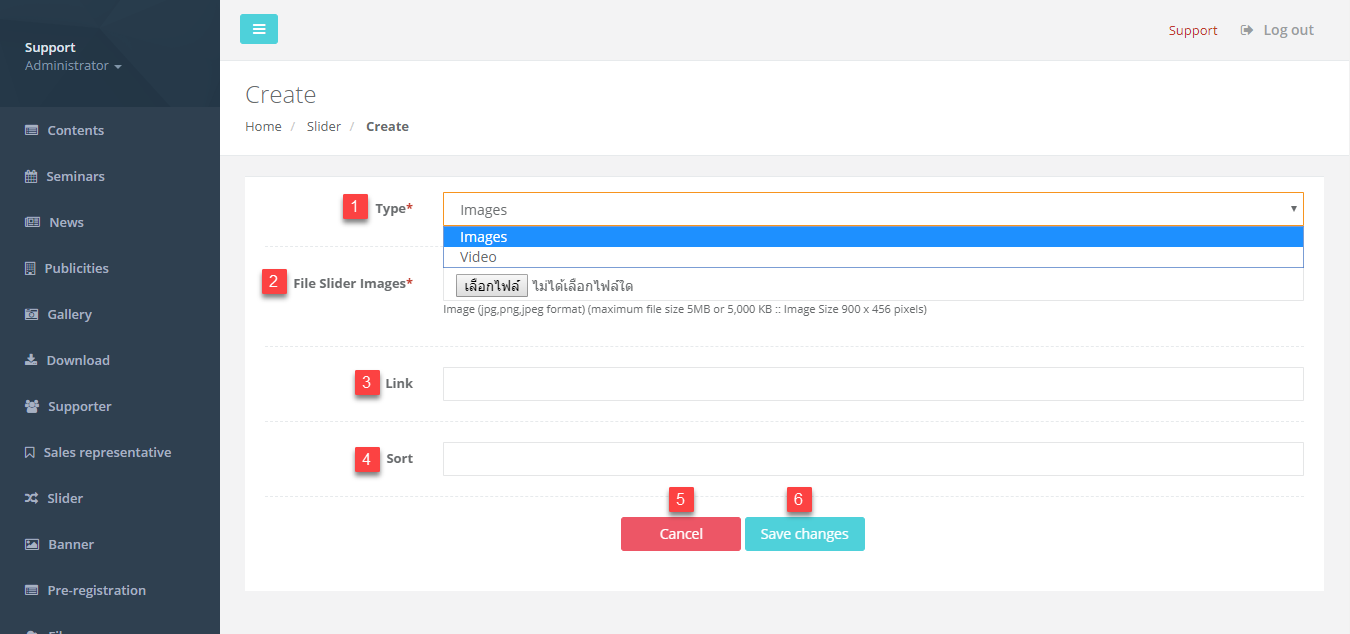 Support
Administrator
Contents
Seminars
News
Publicities
Gallery
Download
Supporter
Sales representative
Slider
Banner
Pre-registration
Support Log out
Create
Home / Slider / Create
1 Type* Images
Images
Video
2 File Slider Images* เลือกไฟล์ ไม่ได้เลือกไฟล์ใด
Image (jpg,png,jpeg format) (maximum file size 5MB or 5,000 KB :: Image Size 900 x 456 pixels)
3 Link
4 Sort
5 6
Cancel Save changes